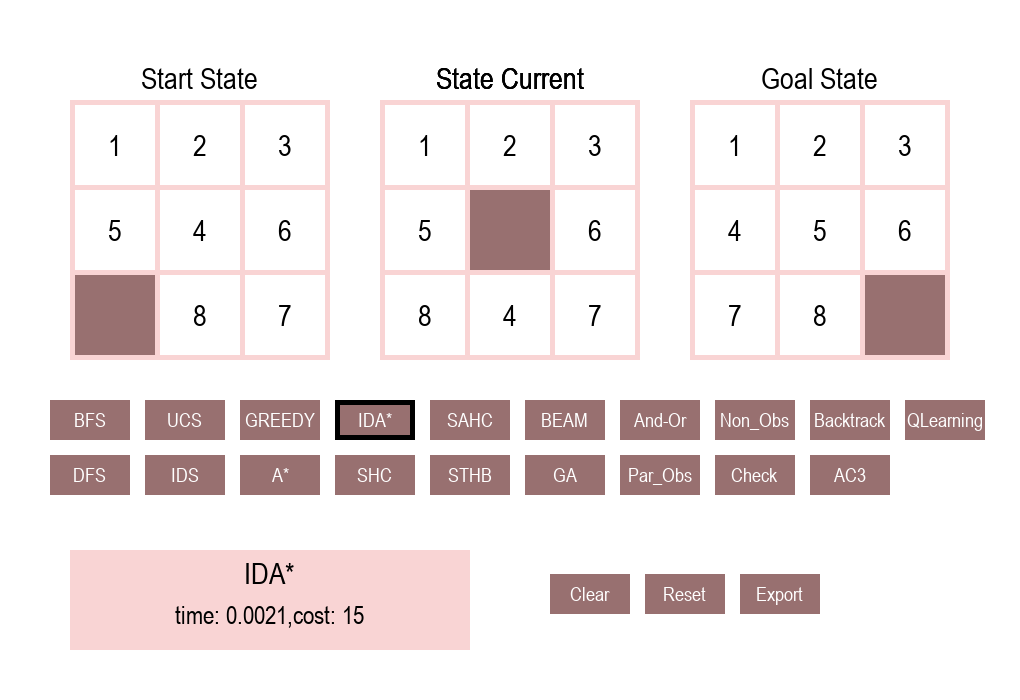 Start State State Current Goal State
1 2 3 1 2 3 1 2 3
5 4 6 5 6 4 5 6
8 7 8 4 7 7 8
BFS UCS GREEDY IDA* SAHC BEAM And-Or Non_Obs Backtrack QLearning
DFS IDS A* SHC STHB GA Par_Obs Check AC3
IDA*
time: 0.0021,cost: 15
Clear Reset Export